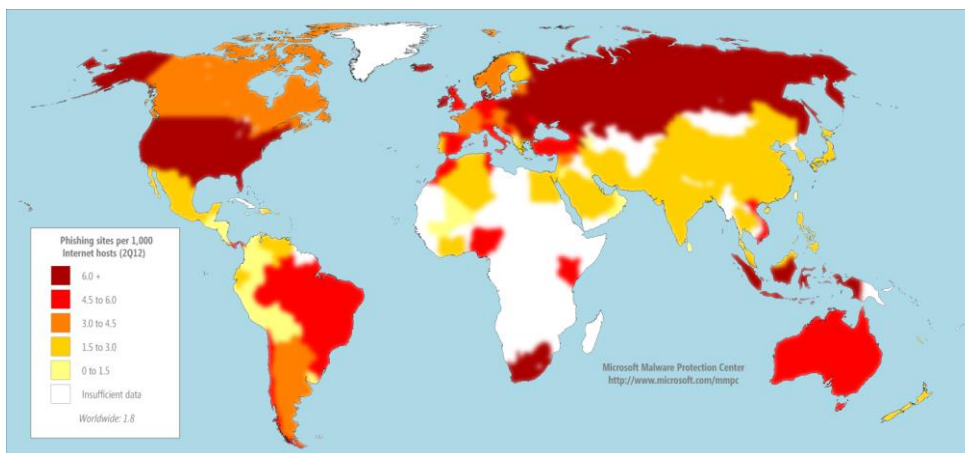 Phishing sites per 1,000
Internet hosts (2Q12)
6.0 +
4.5 to 6.0
3.0 to 4.5
1.5 to 3.0
0 to 1.5
Insufficient data
Worldwide: 1.8
Microsoft Malware Protection Center
http://www.microsoft.com/mmpc